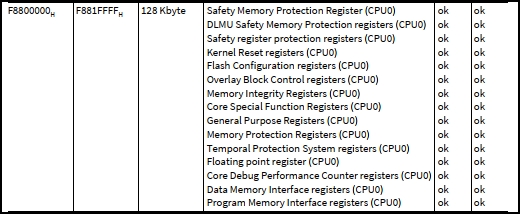 F8800000H F881FFFFH 128 Kbyte Safety Memory Protection Register (CPU0) ok ok
DLMU Safety Memory Protection registers (CPU0) ok ok
Safety register protection registers (CPU0) ok ok
Kernel Reset registers (CPU0) ok ok
Flash Configuration registers (CPU0) ok ok
Overlay Block Control registers (CPU0) ok ok
Memory Integrity Registers (CPU0) ok ok
Core Special Function Registers (CPU0) ok ok
General Purpose Registers (CPU0) ok ok
Memory Protection Registers (CPU0) ok ok
Temporal Protection System registers (CPU0) ok ok
Floating point register (CPU0) ok ok
Core Debug Performance Counter registers (CPU0) ok ok
Data Memory Interface registers (CPU0) ok ok
Program Memory Interface registers (CPU0) ok ok